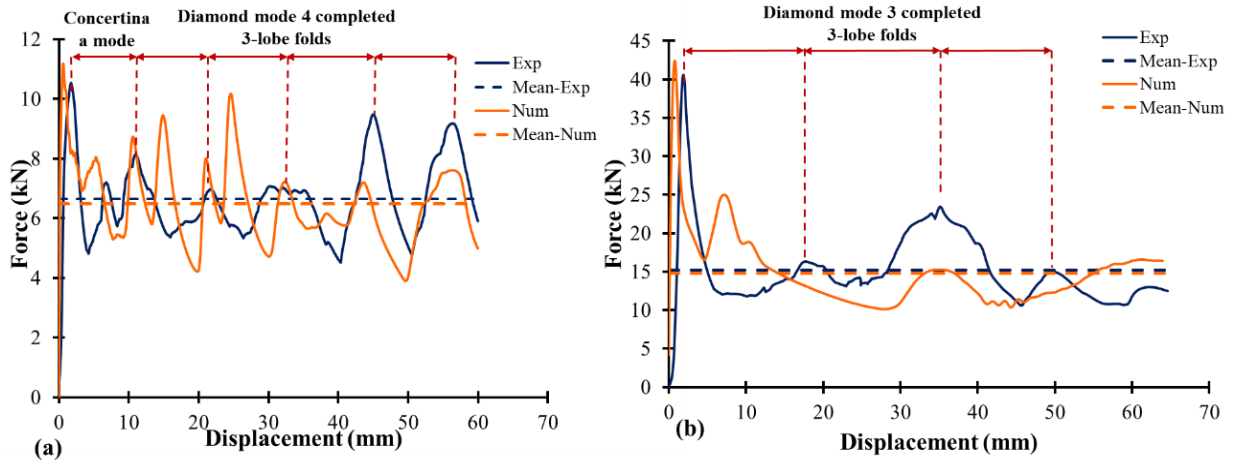 Concertina
a mode
Diamond mode 4 completed
3-lobe folds
12
10
8
6
4
2
0
Force (kN)
Exp
Mean-Exp
Num
Mean-Num
0 10 20 30 40 50 60 70
Displacement (mm)
(a)
Diamond mode 3 completed
3-lobe folds
45
40
35
30
25
20
15
10
5
0
Force (kN)
Exp
Mean-Exp
Num
Mean-Num
0 10 20 30 40 50 60 70
Displacement (mm)
(b)